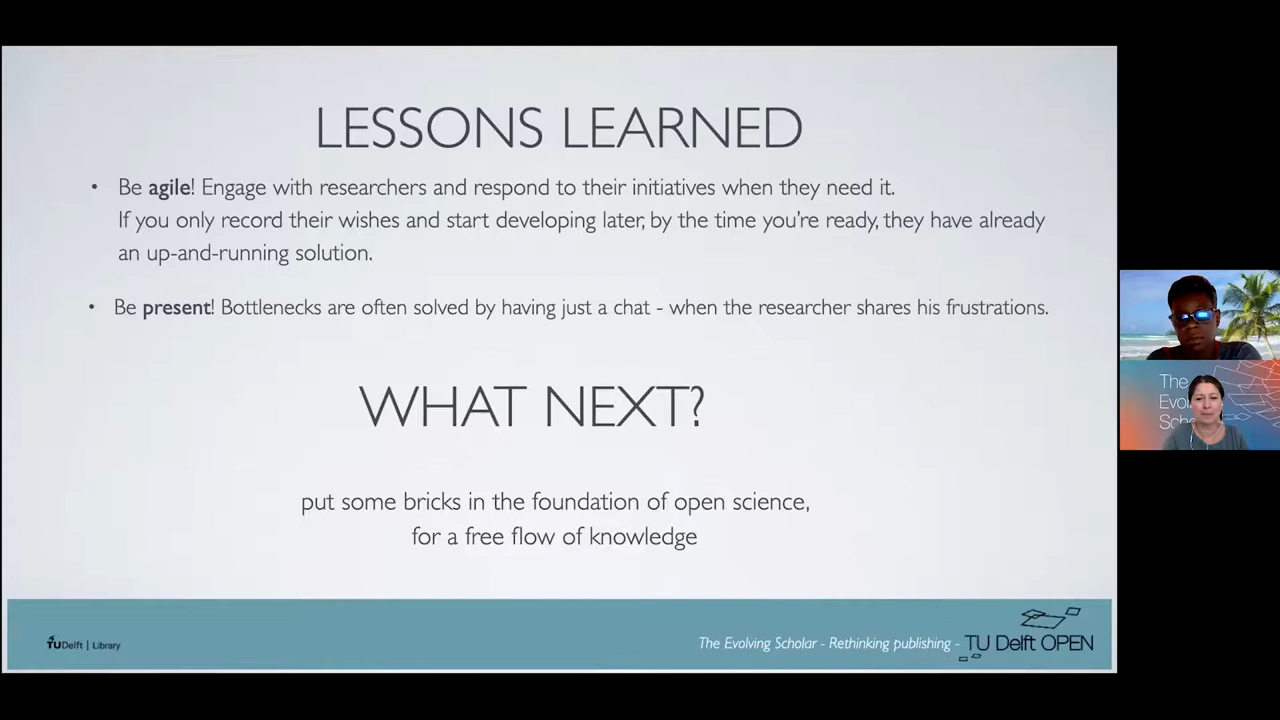 LESSONS LEARNED
• Be agile! Engage with researchers and respond to their initiatives when they need it.
If you only record their wishes and start developing later, by the time you're ready, they have already
an up-and-running solution.
• Be present! Bottlenecks are often solved by having just a chat - when the researcher shares his frustrations.
WHAT NEXT?
put some bricks in the foundation of open science,
for a free flow of knowledge
TUDelft | Library
The Evolving Scholar - Rethinking publishing - TU Delft OPEN
The